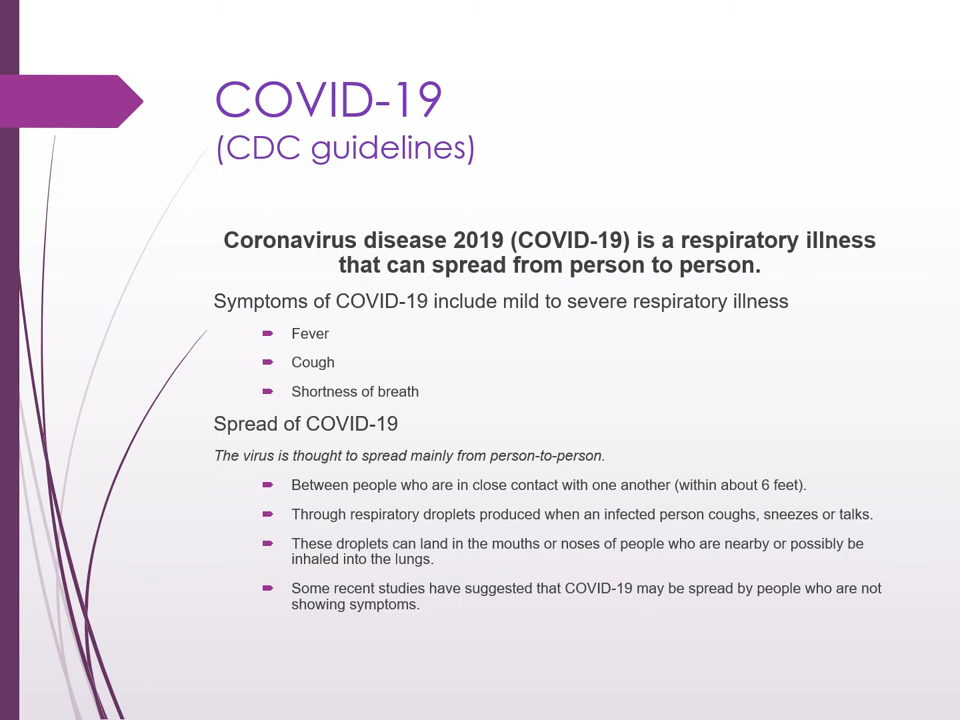 COVID-19
(CDC guidelines)
Coronavirus disease 2019 (COVID-19) is a respiratory illness
that can spread from person to person.
Symptoms of COVID-19 include mild to severe respiratory illness
Fever
Cough
Shortness of breath
Spread of COVID-19
The virus is thought to spread mainly from person-to-person.
Between people who are in close contact with one another (within about 6 feet).
Through respiratory droplets produced when an infected person coughs, sneezes or talks.
These droplets can land in the mouths or noses of people who are nearby or possibly be
inhaled into the lungs.
Some recent studies have suggested that COVID-19 may be spread by people who are not
showing symptoms.